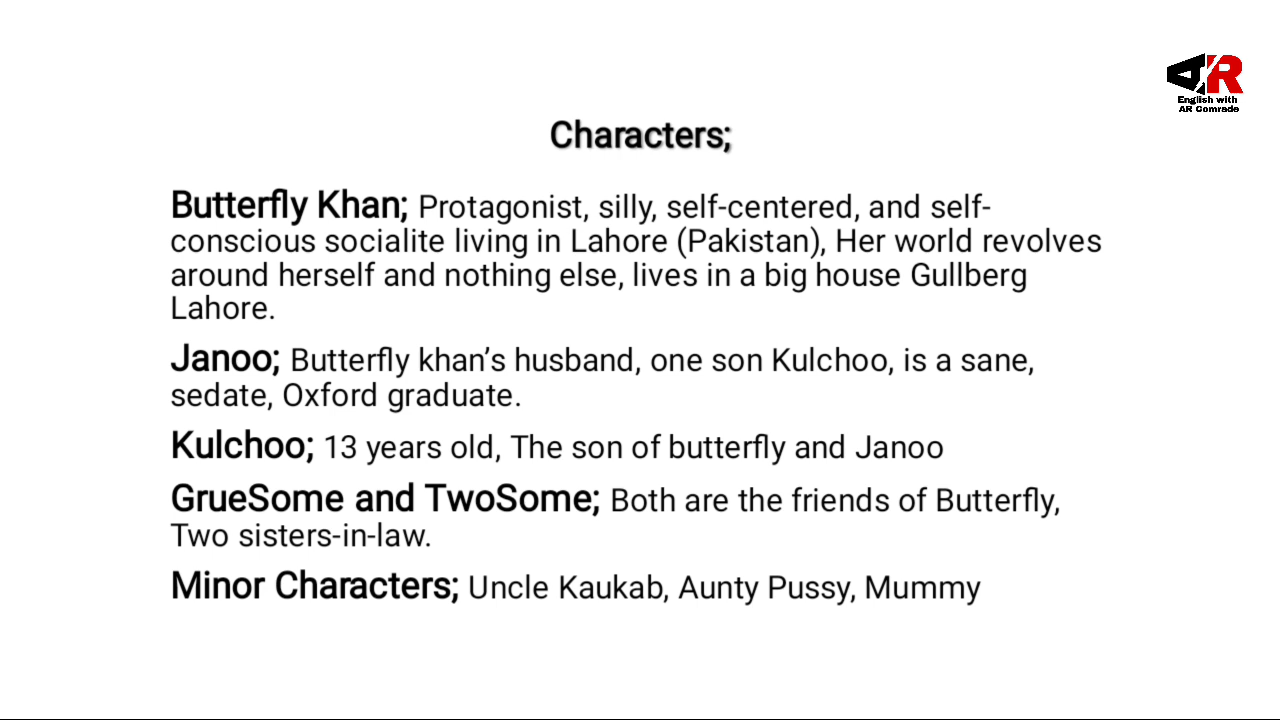 AR
English with
AR Comrade
Characters;
Butterfly Khan; Protagonist, silly, self-centered, and self-
conscious socialite living in Lahore (Pakistan), Her world revolves
around herself and nothing else, lives in a big house Gullberg
Lahore.
Janoo; Butterfly khan’s husband, one son Kulchoo, is a sane,
sedate, Oxford graduate.
Kulchoo; 13 years old, The son of butterfly and Janoo
GrueSome and TwoSome; Both are the friends of Butterfly,
Two sisters-in-law.
Minor Characters; Uncle Kaukab, Aunty Pussy, Mummy